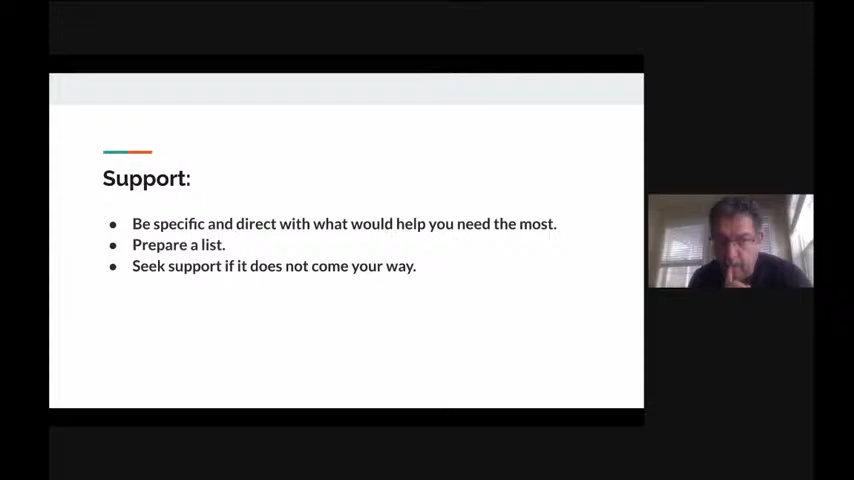 Support:
● Be specific and direct with what would help you need the most.
● Prepare a list.
● Seek support if it does not come your way.